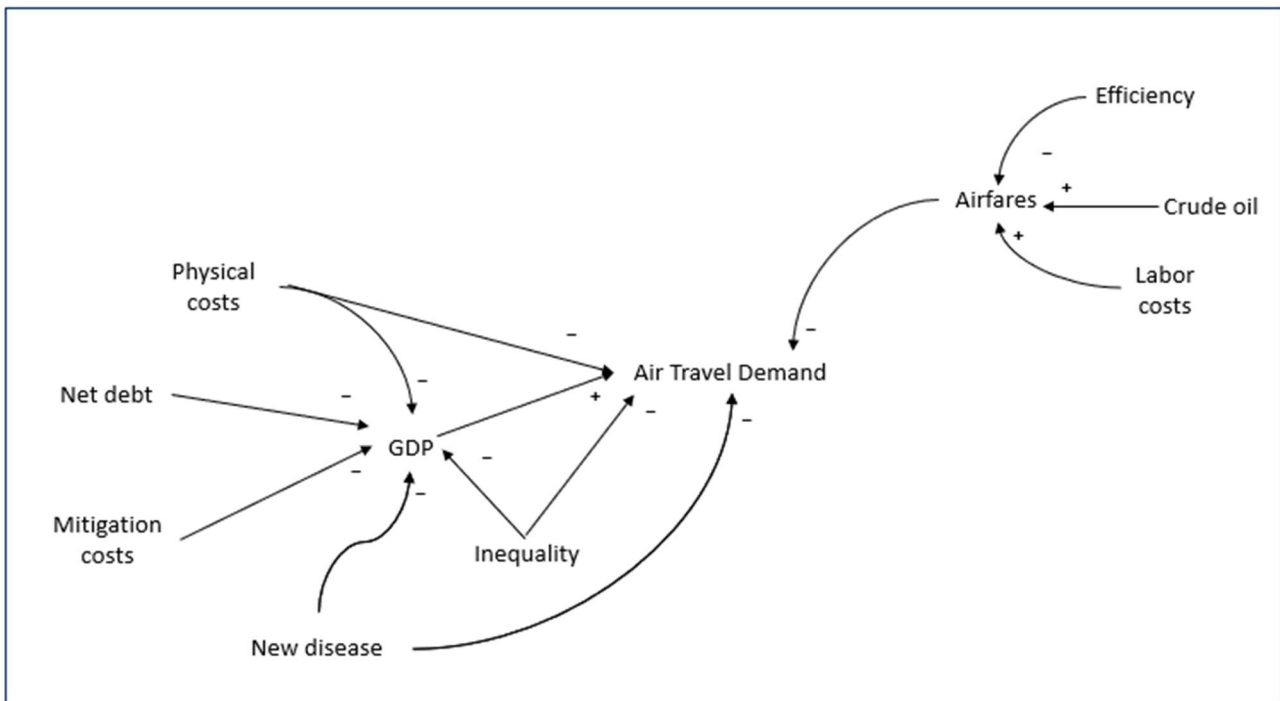 Efficiency
–
+
Airfares
Crude oil
+
Physical
costs
Labor
costs
–
–
Air Travel Demand
–
Net debt
–
+
–
–
GDP
–
–
–
Mitigation
costs
Inequality
New disease